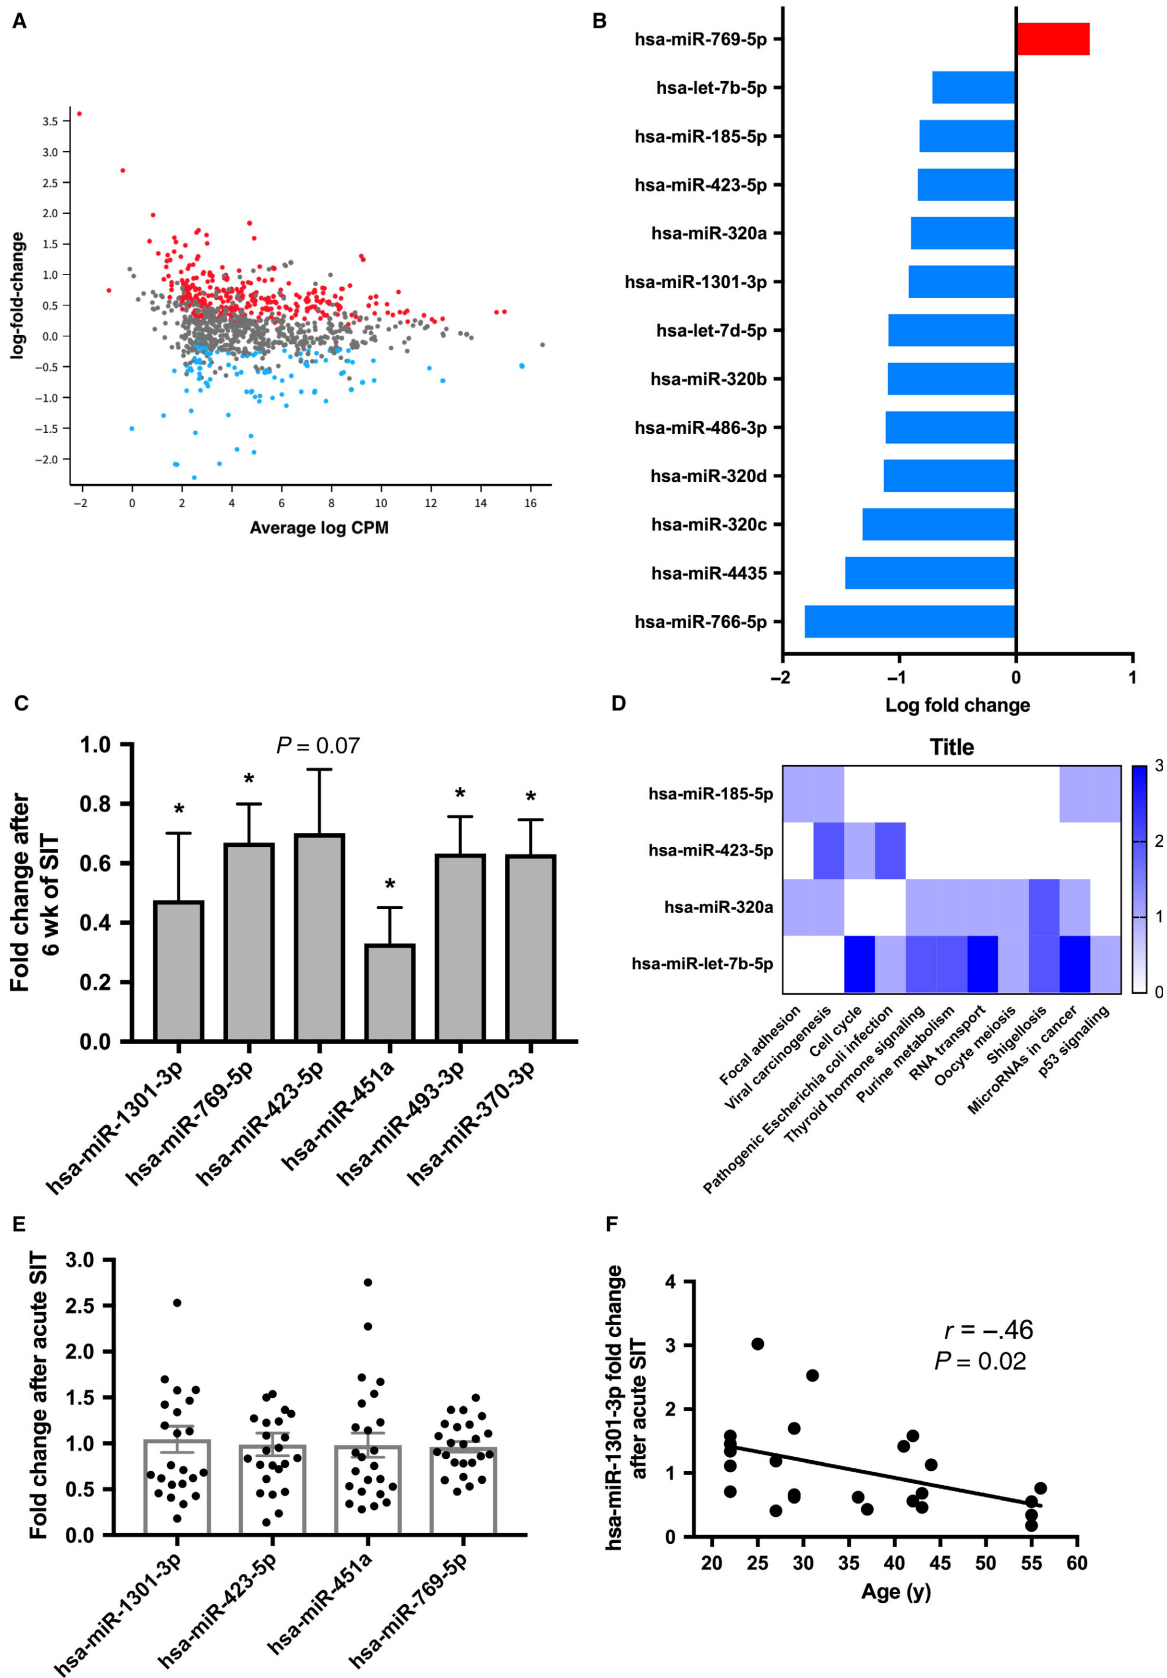 A
log-fold-change
3.5
3.0
2.5
2.0
1.5
1.0
0.5
0.0
−0.5
−1.0
−1.5
−2.0
−2 0 2 4 6 8 10 12 14 16
Average log CPM
B
hsa-miR-769-5p
hsa-let-7b-5p
hsa-miR-185-5p
hsa-miR-423-5p
hsa-miR-320a
hsa-miR-1301-3p
hsa-let-7d-5p
hsa-miR-320b
hsa-miR-486-3p
hsa-miR-320d
hsa-miR-320c
hsa-miR-4435
hsa-miR-766-5p
−2 −1 0 1
Log fold change
C
Fold change after
6 wk of SIT
1.0
0.8
0.6
0.4
0.2
0.0
P = 0.07
* * * * *
hsa-miR-1301-3p
hsa-miR-769-5p
hsa-miR-423-5p
hsa-miR-451a
hsa-miR-493-3p
hsa-miR-370-3p
D
Title
hsa-miR-185-5p
hsa-miR-423-5p
hsa-miR-320a
hsa-miR-let-7b-5p
Focal adhesion
Viral carcinogenesis
Cell cycle
Pathogenic Escherichia coli infection
Thyroid hormone signaling
Purine metabolism
RNA transport
Oocyte meiosis
Shigellosis
MicroRNAs in cancer
p53 signaling
3
2
1
0
E
Fold change after acute SIT
3.0
2.5
2.0
1.5
1.0
0.5
0.0
hsa-miR-1301-3p
hsa-miR-423-5p
hsa-miR-451a
hsa-miR-769-5p
F
hsa-miR-1301-3p fold change
after acute SIT
4
3
2
1
0
r = −.46
P = 0.02
20 25 30 35 40 45 50 55 60
Age (y)